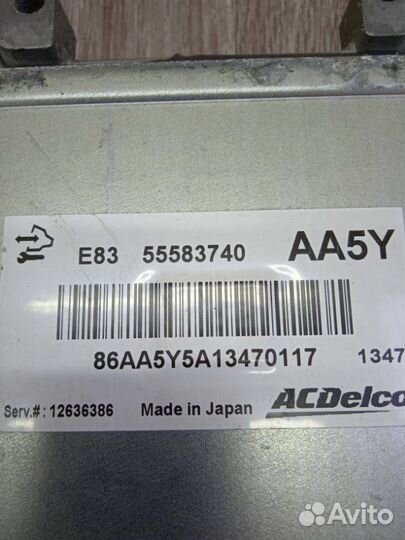 E83 55583740 AA5Y
86AA5Y5A13470117 1347
Serv.#: 12636386 Made in Japan ACDelco
Avito